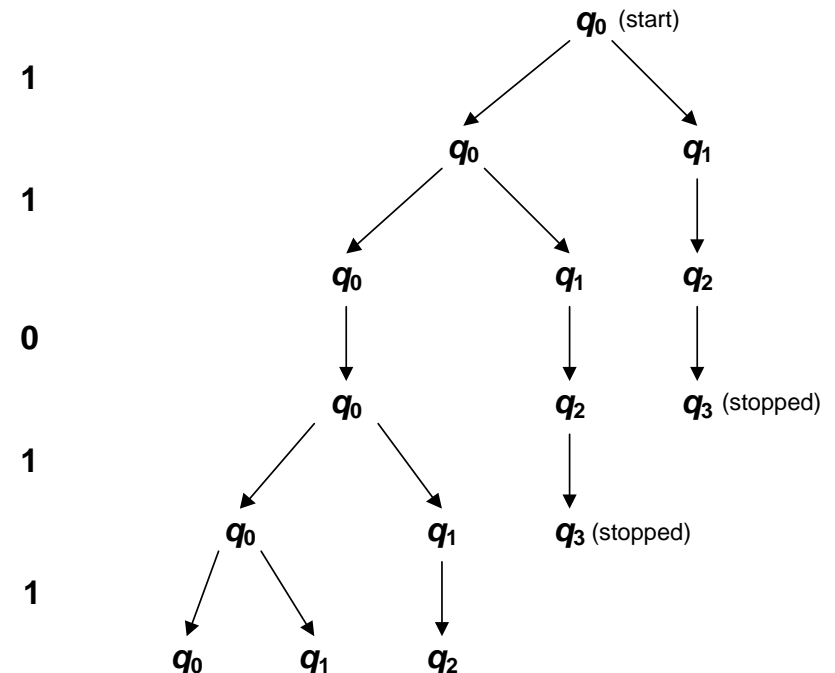 q0 (start)
1
q0 q1
1
q0 q1 q2
0
q0 q2 q3 (stopped)
1
q0 q1 q3 (stopped)
1
q0 q1 q2